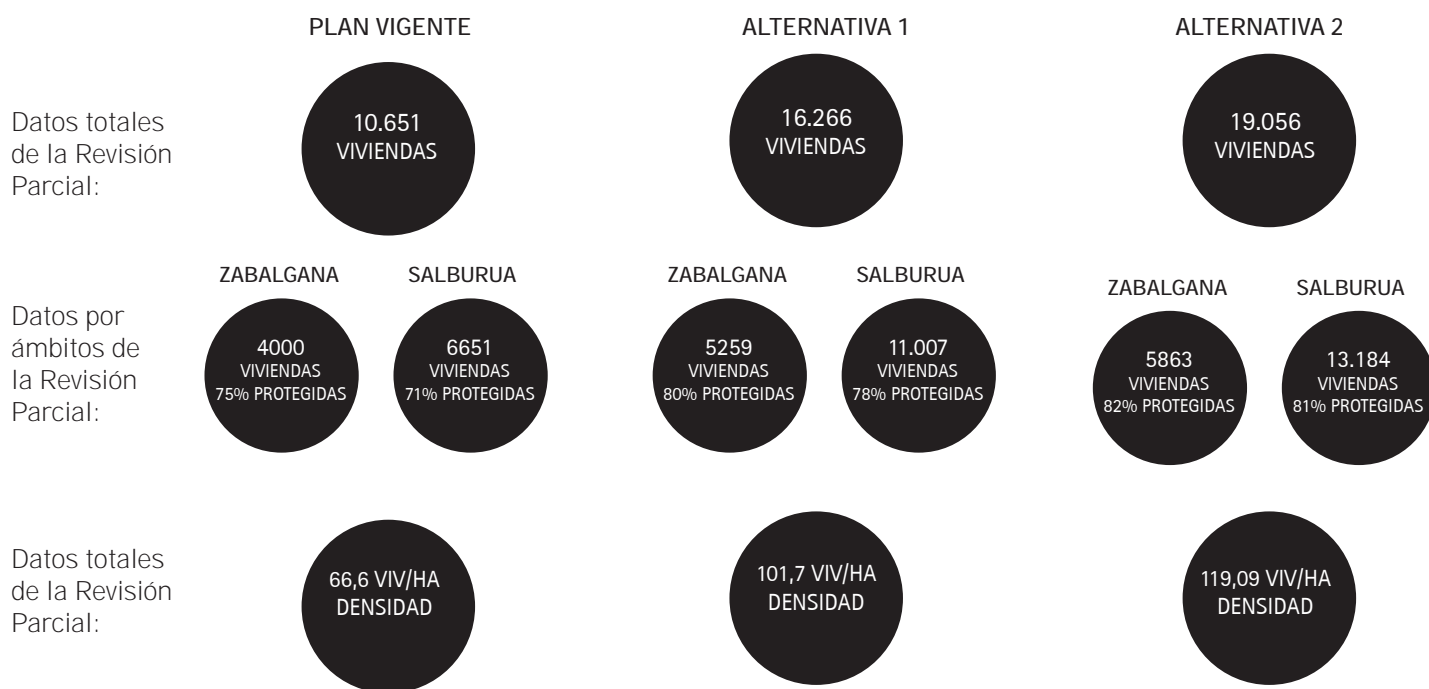 PLAN VIGENTE
ALTERNATIVA 1
ALTERNATIVA 2
Datos totales
de la Revisión
Parcial:
10.651
VIVIENDAS
16.266
VIVIENDAS
19.056
VIVIENDAS
Datos por
ámbitos de
la Revisión
Parcial:
ZABALGANA
4000
VIVIENDAS
75% PROTEGIDAS
SALBURUA
6651
VIVIENDAS
71% PROTEGIDAS
ZABALGANA
5259
VIVIENDAS
80% PROTEGIDAS
SALBURUA
11.007
VIVIENDAS
78% PROTEGIDAS
ZABALGANA
5863
VIVIENDAS
82% PROTEGIDAS
SALBURUA
13.184
VIVIENDAS
81% PROTEGIDAS
Datos totales
de la Revisión
Parcial:
66,6 VIV/HA
DENSIDAD
101,7 VIV/HA
DENSIDAD
119,09 VIV/HA
DENSIDAD